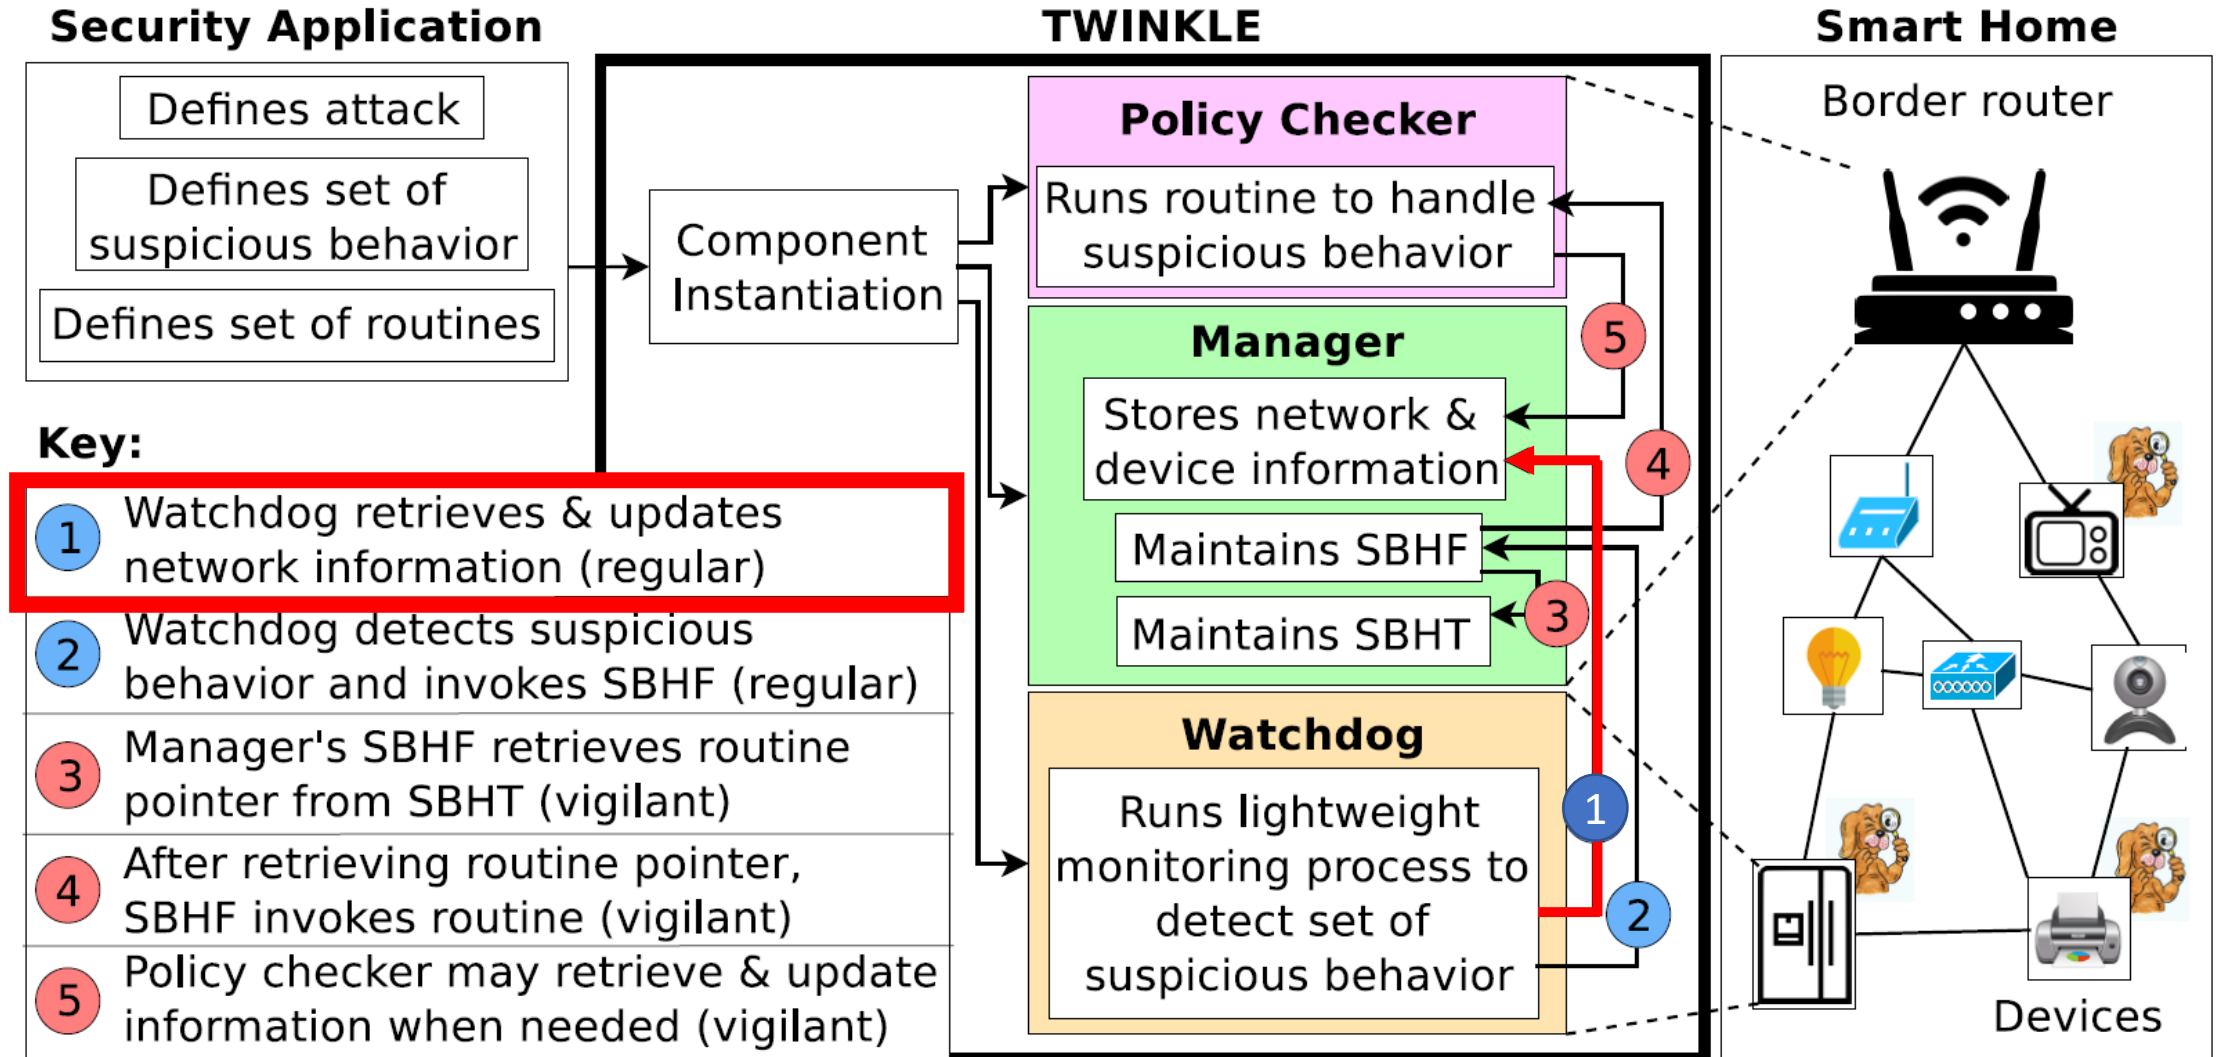 Security Application
Defines attack
Defines set of
suspicious behavior
Defines set of routines
Key:
1
Watchdog retrieves & updates
network information (regular)
2
Watchdog detects suspicious
behavior and invokes SBHF (regular)
3
Manager's SBHF retrieves routine
pointer from SBHT (vigilant)
4
After retrieving routine pointer,
SBHF invokes routine (vigilant)
5
Policy checker may retrieve & update
information when needed (vigilant)
TWINKLE
Component
Instantiation
Policy Checker
Runs routine to handle
suspicious behavior
Manager
Stores network &
device information
Maintains SBHF
Maintains SBHT
5
4
3
Watchdog
Runs lightweight
monitoring process to
detect set of
suspicious behavior
1
2
Smart Home
Border router
Devices